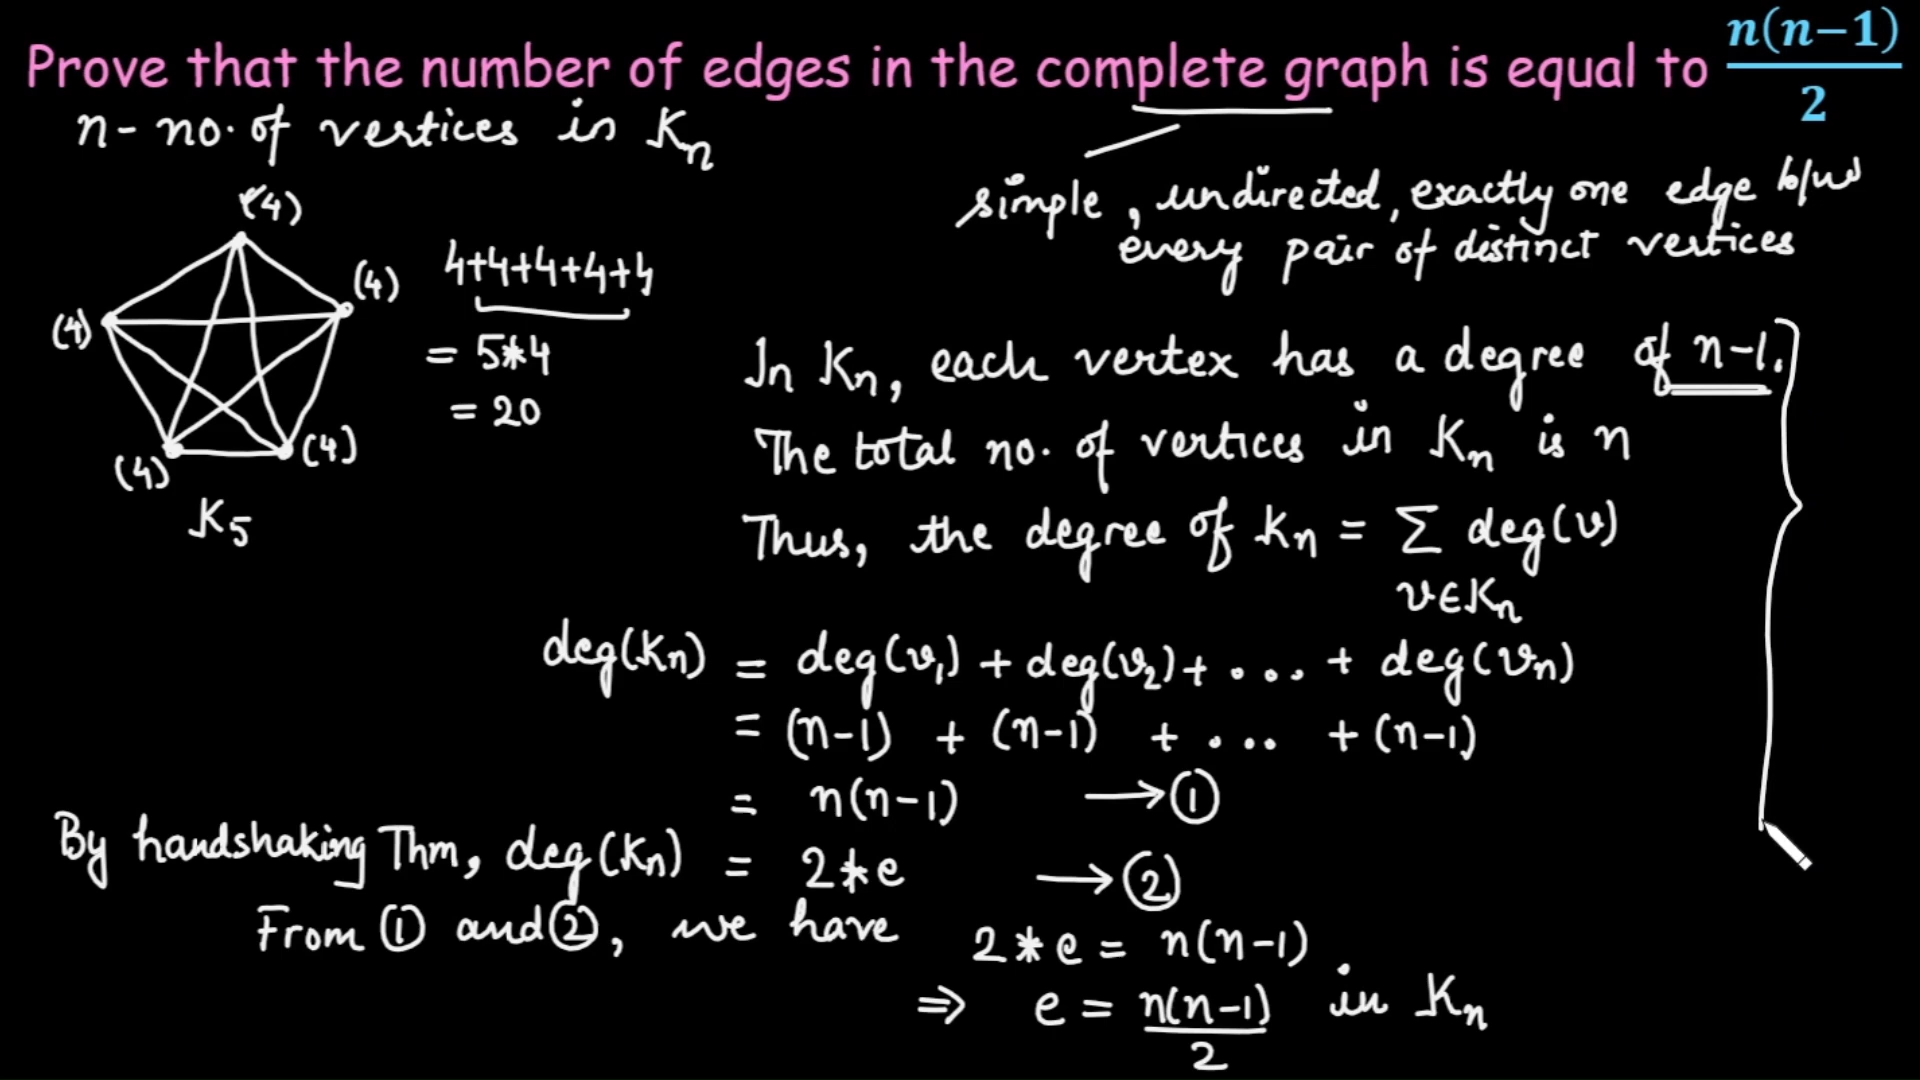 Prove that the number of edges in the complete graph is equal to n(n−1)/2
n - no. of vertices in Kn
simple, undirected, exactly one edge b/w
every pair of distinct vertices
(4)
(4)
(4)
(4)
(4)
K5
4+4+4+4+4
= 5*4
= 20
In Kn, each vertex has a degree of n-1.
The total no. of vertices in Kn is n
Thus, the degree of Kn = Σ deg(v)
v∈Kn
deg(Kn) = deg(v1) + deg(v2) + ... + deg(vn)
= (n-1) + (n-1) + ... + (n-1)
= n(n-1) → ①
By handshaking Thm, deg(Kn) = 2*e → ②
From ① and ②, we have
2*e = n(n-1)
⇒ e = n(n-1)/2 in Kn